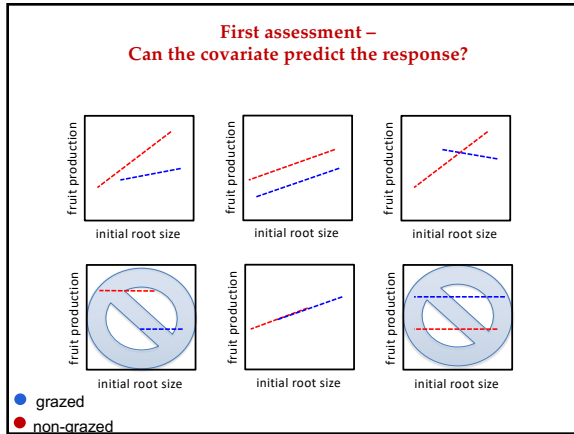 First assessment –
Can the covariate predict the response?
fruit production
initial root size
fruit production
initial root size
fruit production
initial root size
fruit production
initial root size
fruit production
initial root size
fruit production
initial root size
grazed
non-grazed